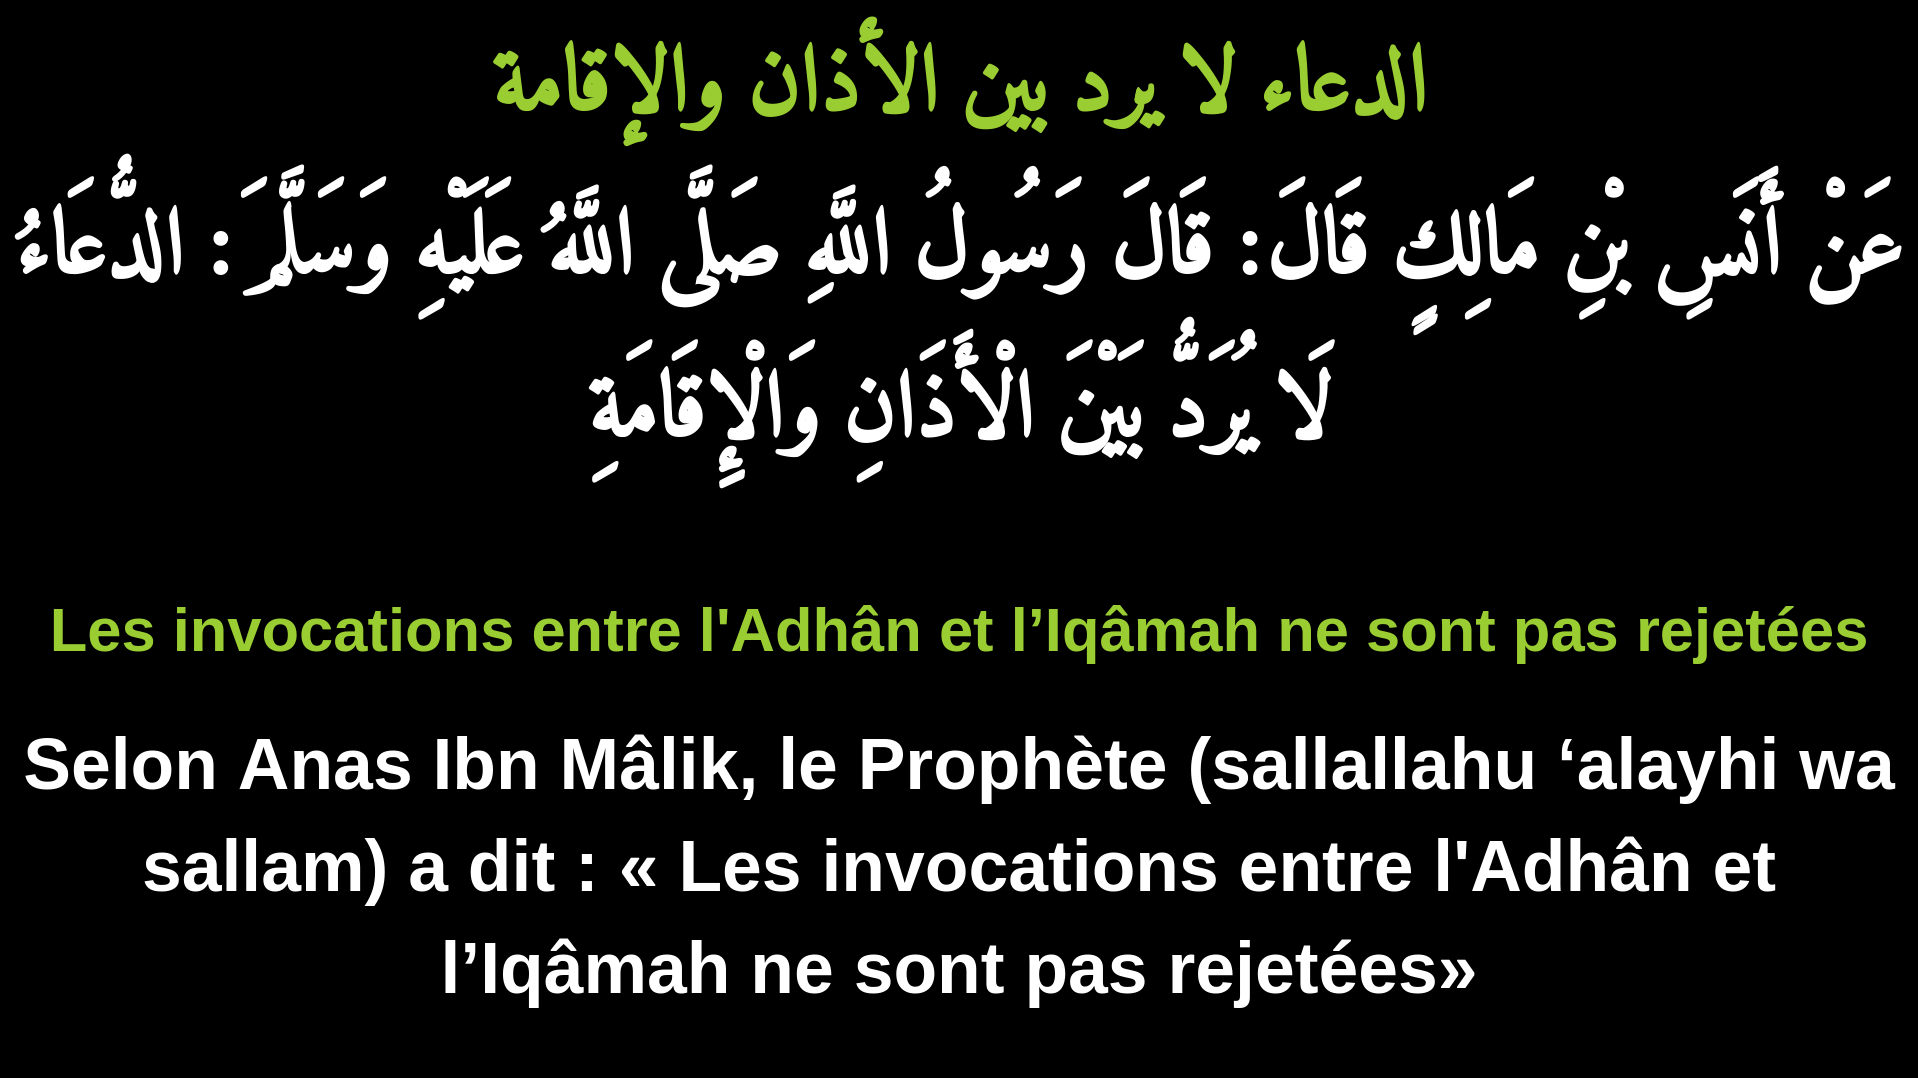 الدعاء لا يرد بين الأذان والإقامة
عَنْ أَنَسِ بْنِ مَالِكٍ قَالَ: قَالَ رَسُولُ اللَّهِ صَلَّى اللَّهُ عَلَيْهِ وَسَلَّمَ: الدُّعَاءُ
لَا يُرَدُّ بَيْنَ الْأَذَانِ وَالْإِقَامَةِ
Les invocations entre l'Adhân et l’Iqâmah ne sont pas rejetées
Selon Anas Ibn Mâlik, le Prophète (sallallahu ‘alayhi wa
sallam) a dit : « Les invocations entre l'Adhân et
l’Iqâmah ne sont pas rejetées»